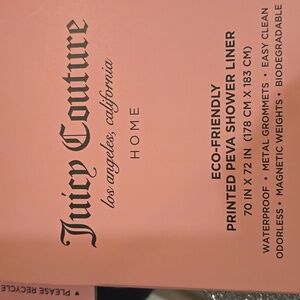 Juicy Couture
los angeles, california
HOME
ECO-FRIENDLY
PRINTED PEVA SHOWER LINER
70 IN X 72 IN (178 CM X 183 CM)
WATERPROOF • METAL GROMMETS • EASY CLEAN
ODORLESS • MAGNETIC WEIGHTS • BIODEGRADABLE
• PLEASE RECYCLE